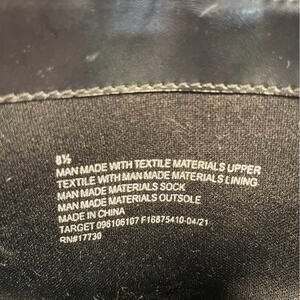 8½
MAN MADE WITH TEXTILE MATERIALS UPPER
TEXTILE WITH MAN MADE MATERIALS LINING
MAN MADE MATERIALS SOCK
MAN MADE MATERIALS OUTSOLE
MADE IN CHINA
TARGET 096106107 F16875410-04/21
RN#17730